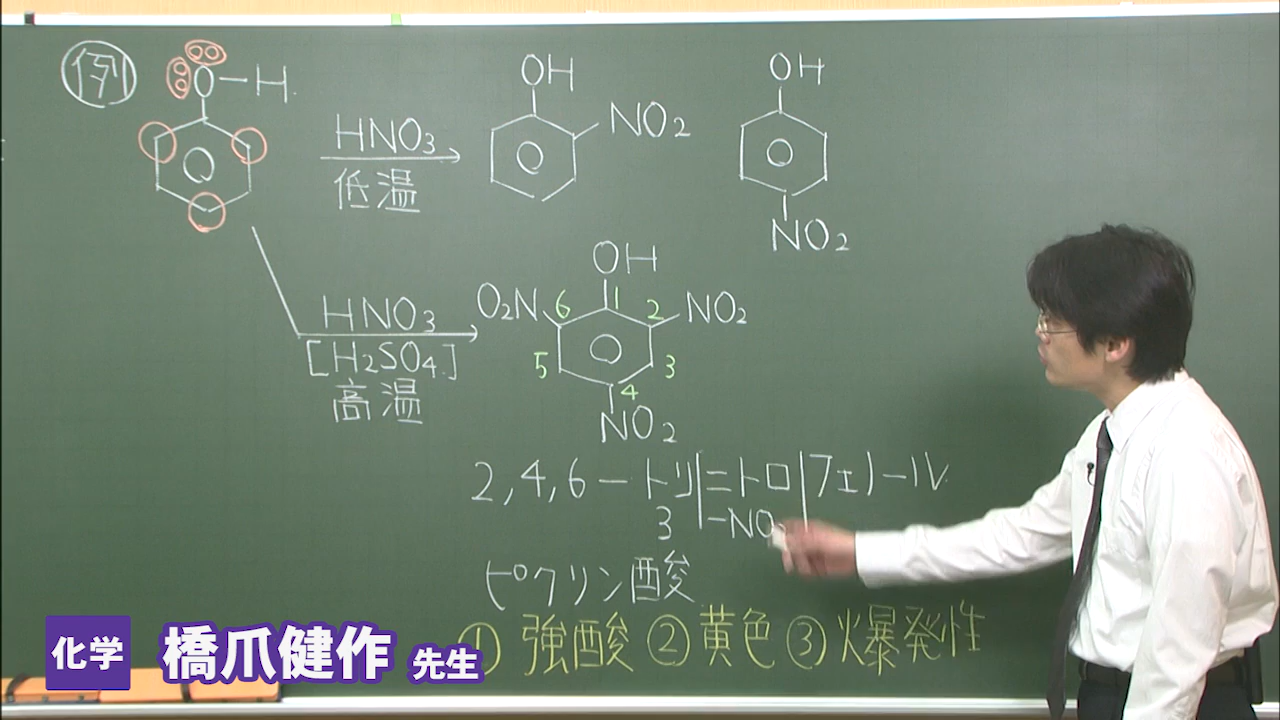 例
O-H
HNO3
低温
OH
NO2
OH
NO2
HNO3
[H2SO4]
高温
OH
O2N
NO2
NO2
1
2
3
4
5
6
2,4,6-トリ|ニトロ|フェノール
3|-NO
ピクリン酸
①強酸 ②黄色 ③爆発性
化学 橋爪健作 先生